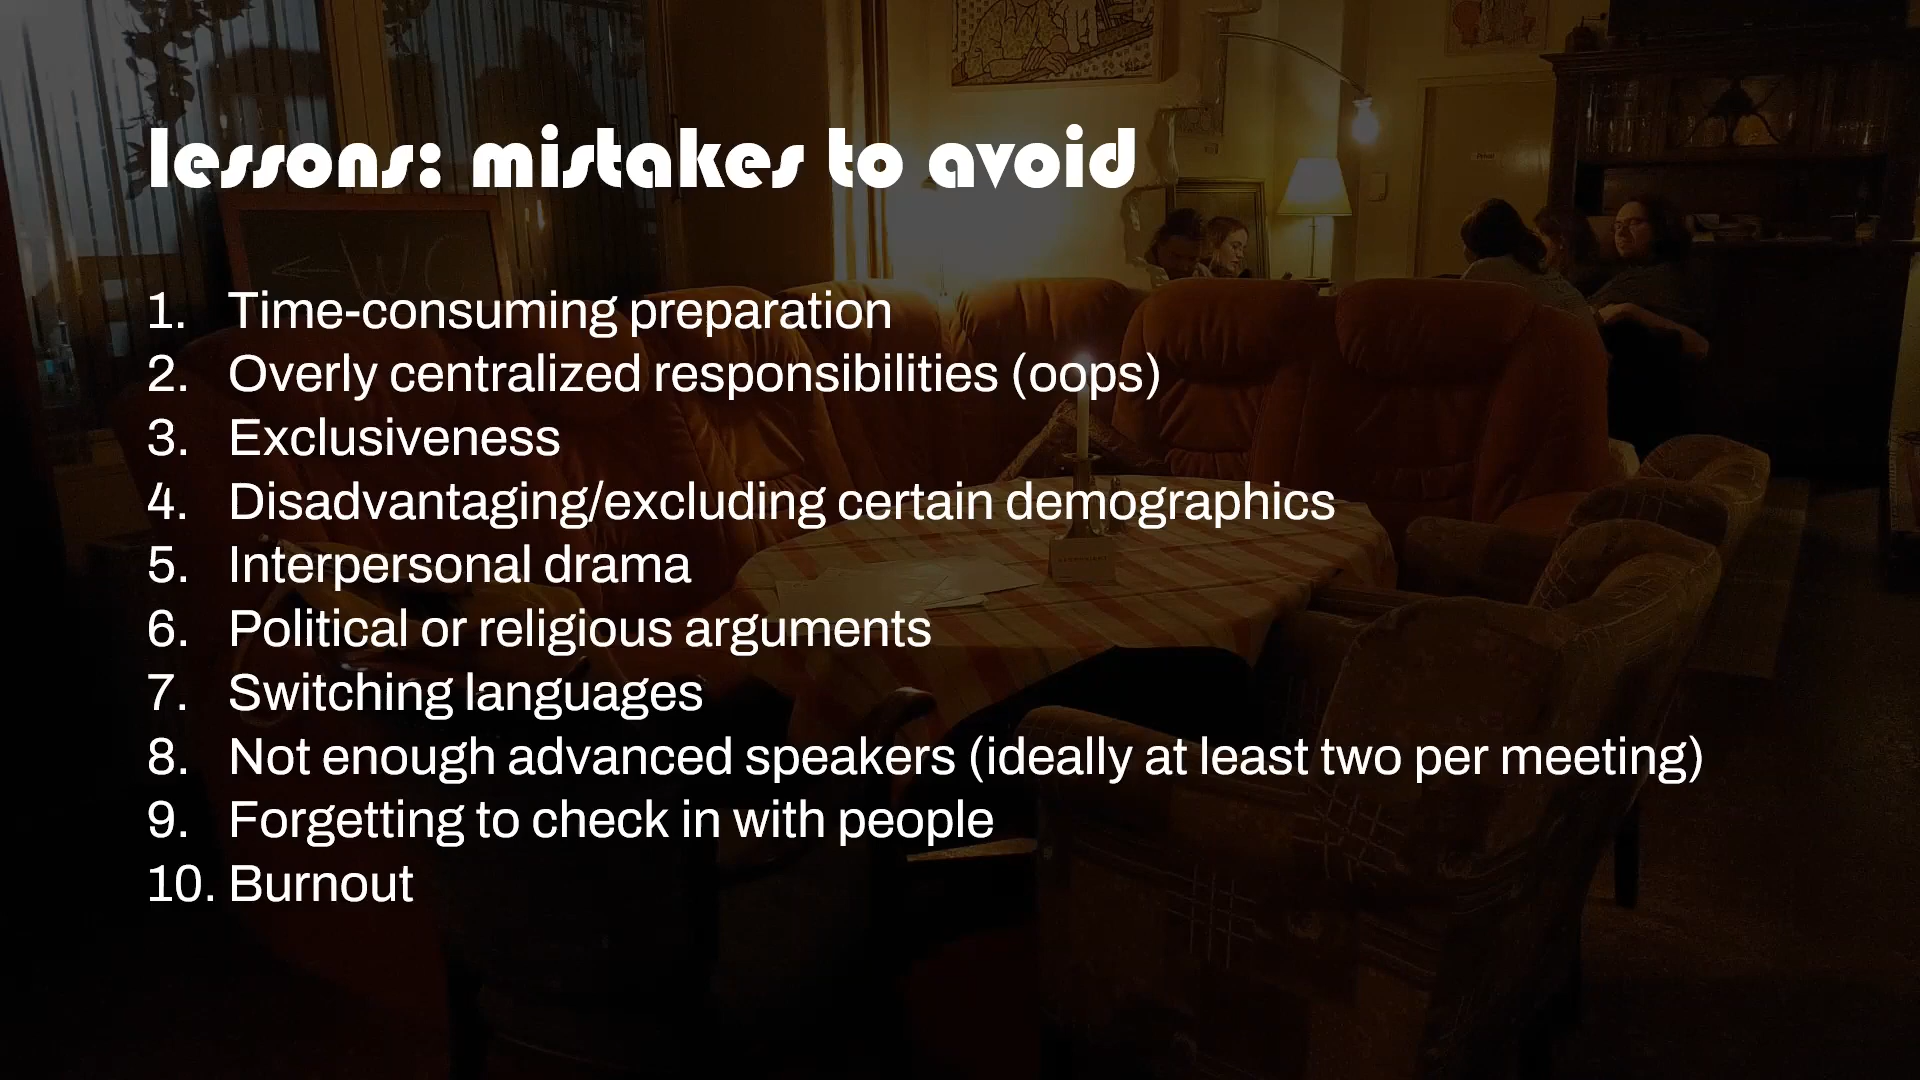 lessons: mistakes to avoid
1. Time-consuming preparation
2. Overly centralized responsibilities (oops)
3. Exclusiveness
4. Disadvantaging/excluding certain demographics
5. Interpersonal drama
6. Political or religious arguments
7. Switching languages
8. Not enough advanced speakers (ideally at least two per meeting)
9. Forgetting to check in with people
10. Burnout